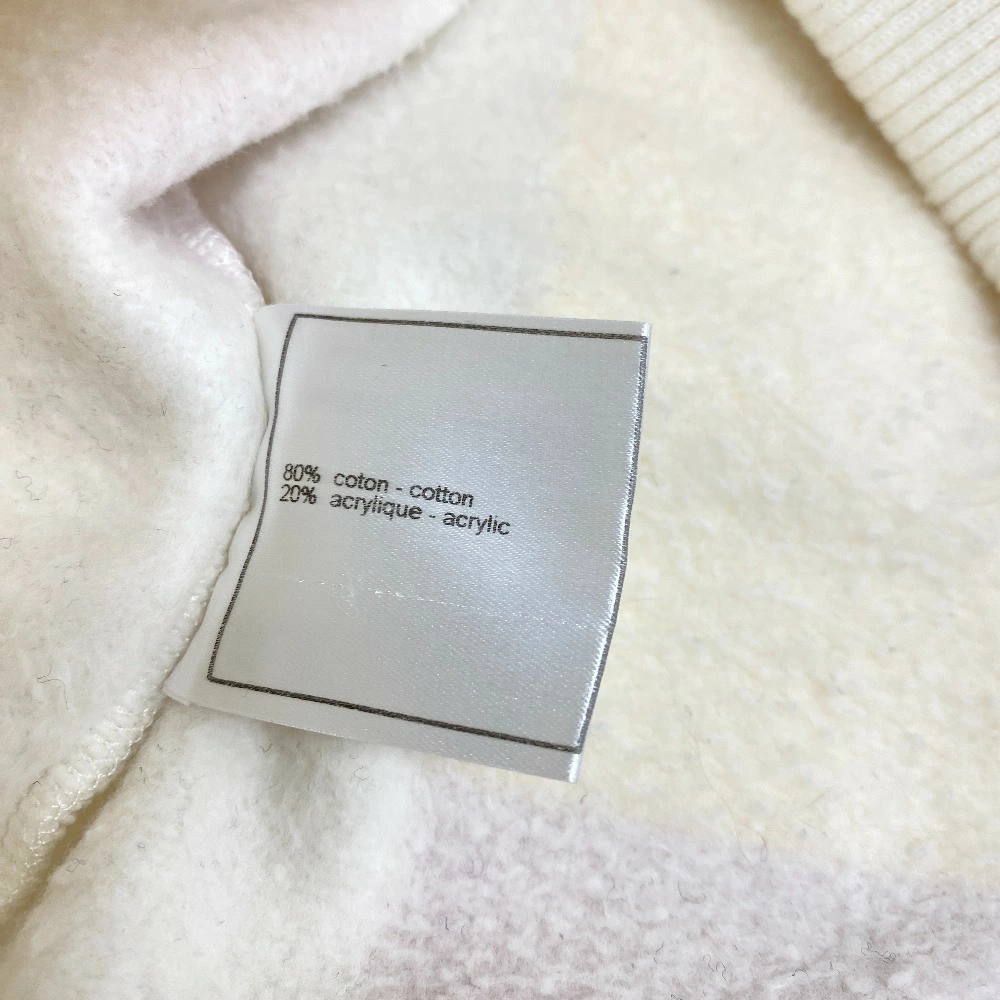 80% coton - cotton
20% acrylique - acrylic